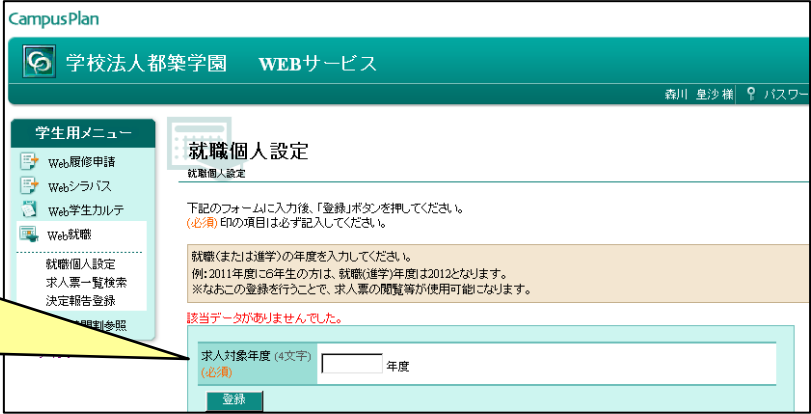 CampusPlan
学校法人都築学園 WEBサービス
森川 皇沙 様 パスワー
学生用メニュー
Web履修申請
Webシラバス
Web学生カルテ
Web就職
就職個人設定
求人票一覧検索
決定報告登録
間割参照
就職個人設定
就職個人設定
下記のフォームに入力後、「登録」ボタンを押してください。
(必須)印の項目は必ず記入してください。
就職(または進学)の年度を入力してください。
例:2011年度に6年生の方は、就職(進学)年度は2012となります。
※なおこの登録を行うことで、求人票の閲覧等が使用可能になります。
該当データがありませんでした。
求人対象年度 (4文字)
(必須)
年度
登録